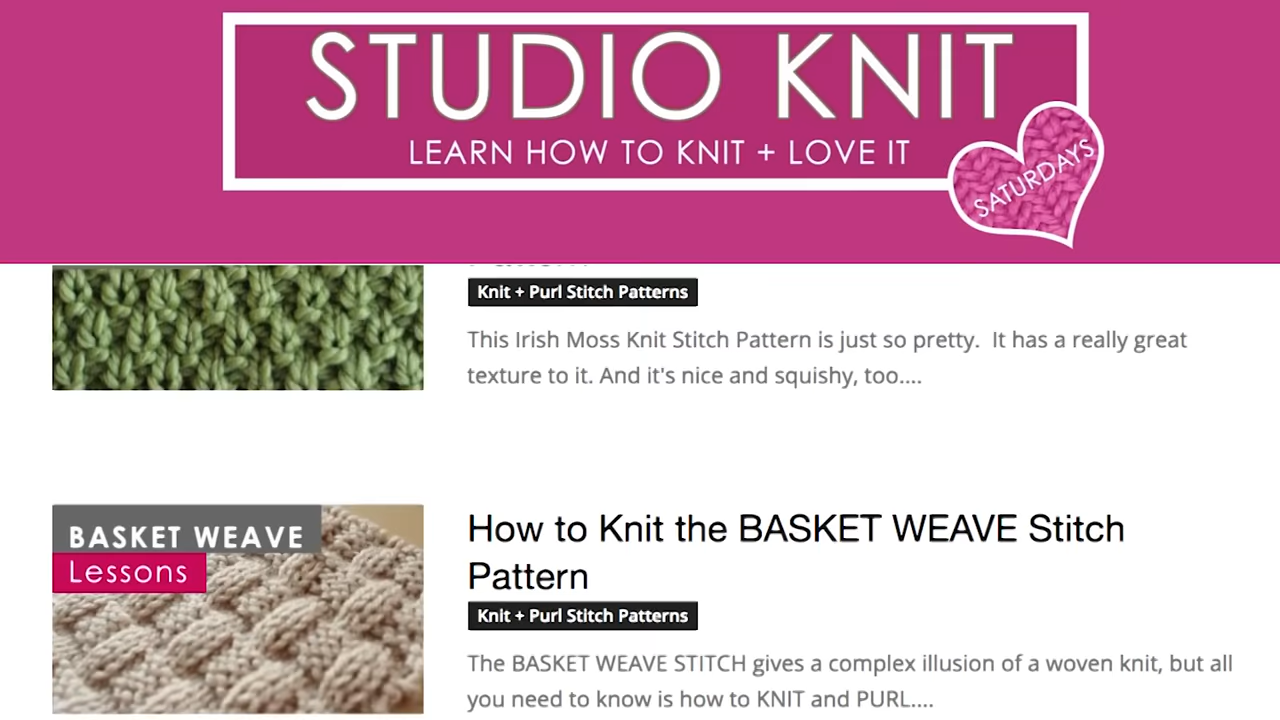 STUDIO KNIT
LEARN HOW TO KNIT + LOVE IT
SATURDAYS
Knit + Purl Stitch Patterns
This Irish Moss Knit Stitch Pattern is just so pretty.  It has a really great
texture to it. And it's nice and squishy, too....
BASKET WEAVE
Lessons
How to Knit the BASKET WEAVE Stitch
Pattern
Knit + Purl Stitch Patterns
The BASKET WEAVE STITCH gives a complex illusion of a woven knit, but all
you need to know is how to KNIT and PURL....